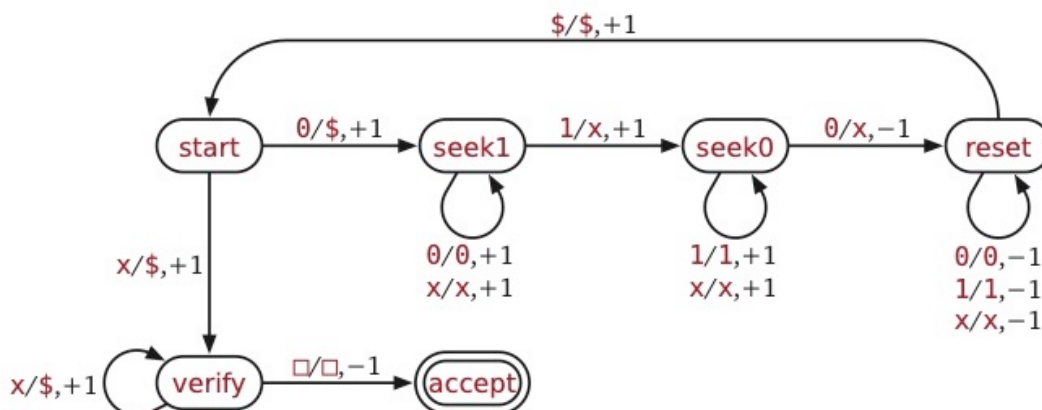 $/$,+1
start
0/$,+1
seek1
1/x,+1
seek0
0/x,−1
reset
0/0,+1
x/x,+1
1/1,+1
x/x,+1
0/0,−1
1/1,−1
x/x,−1
x/$,+1
x/$,+1
verify
□/□,−1
accept